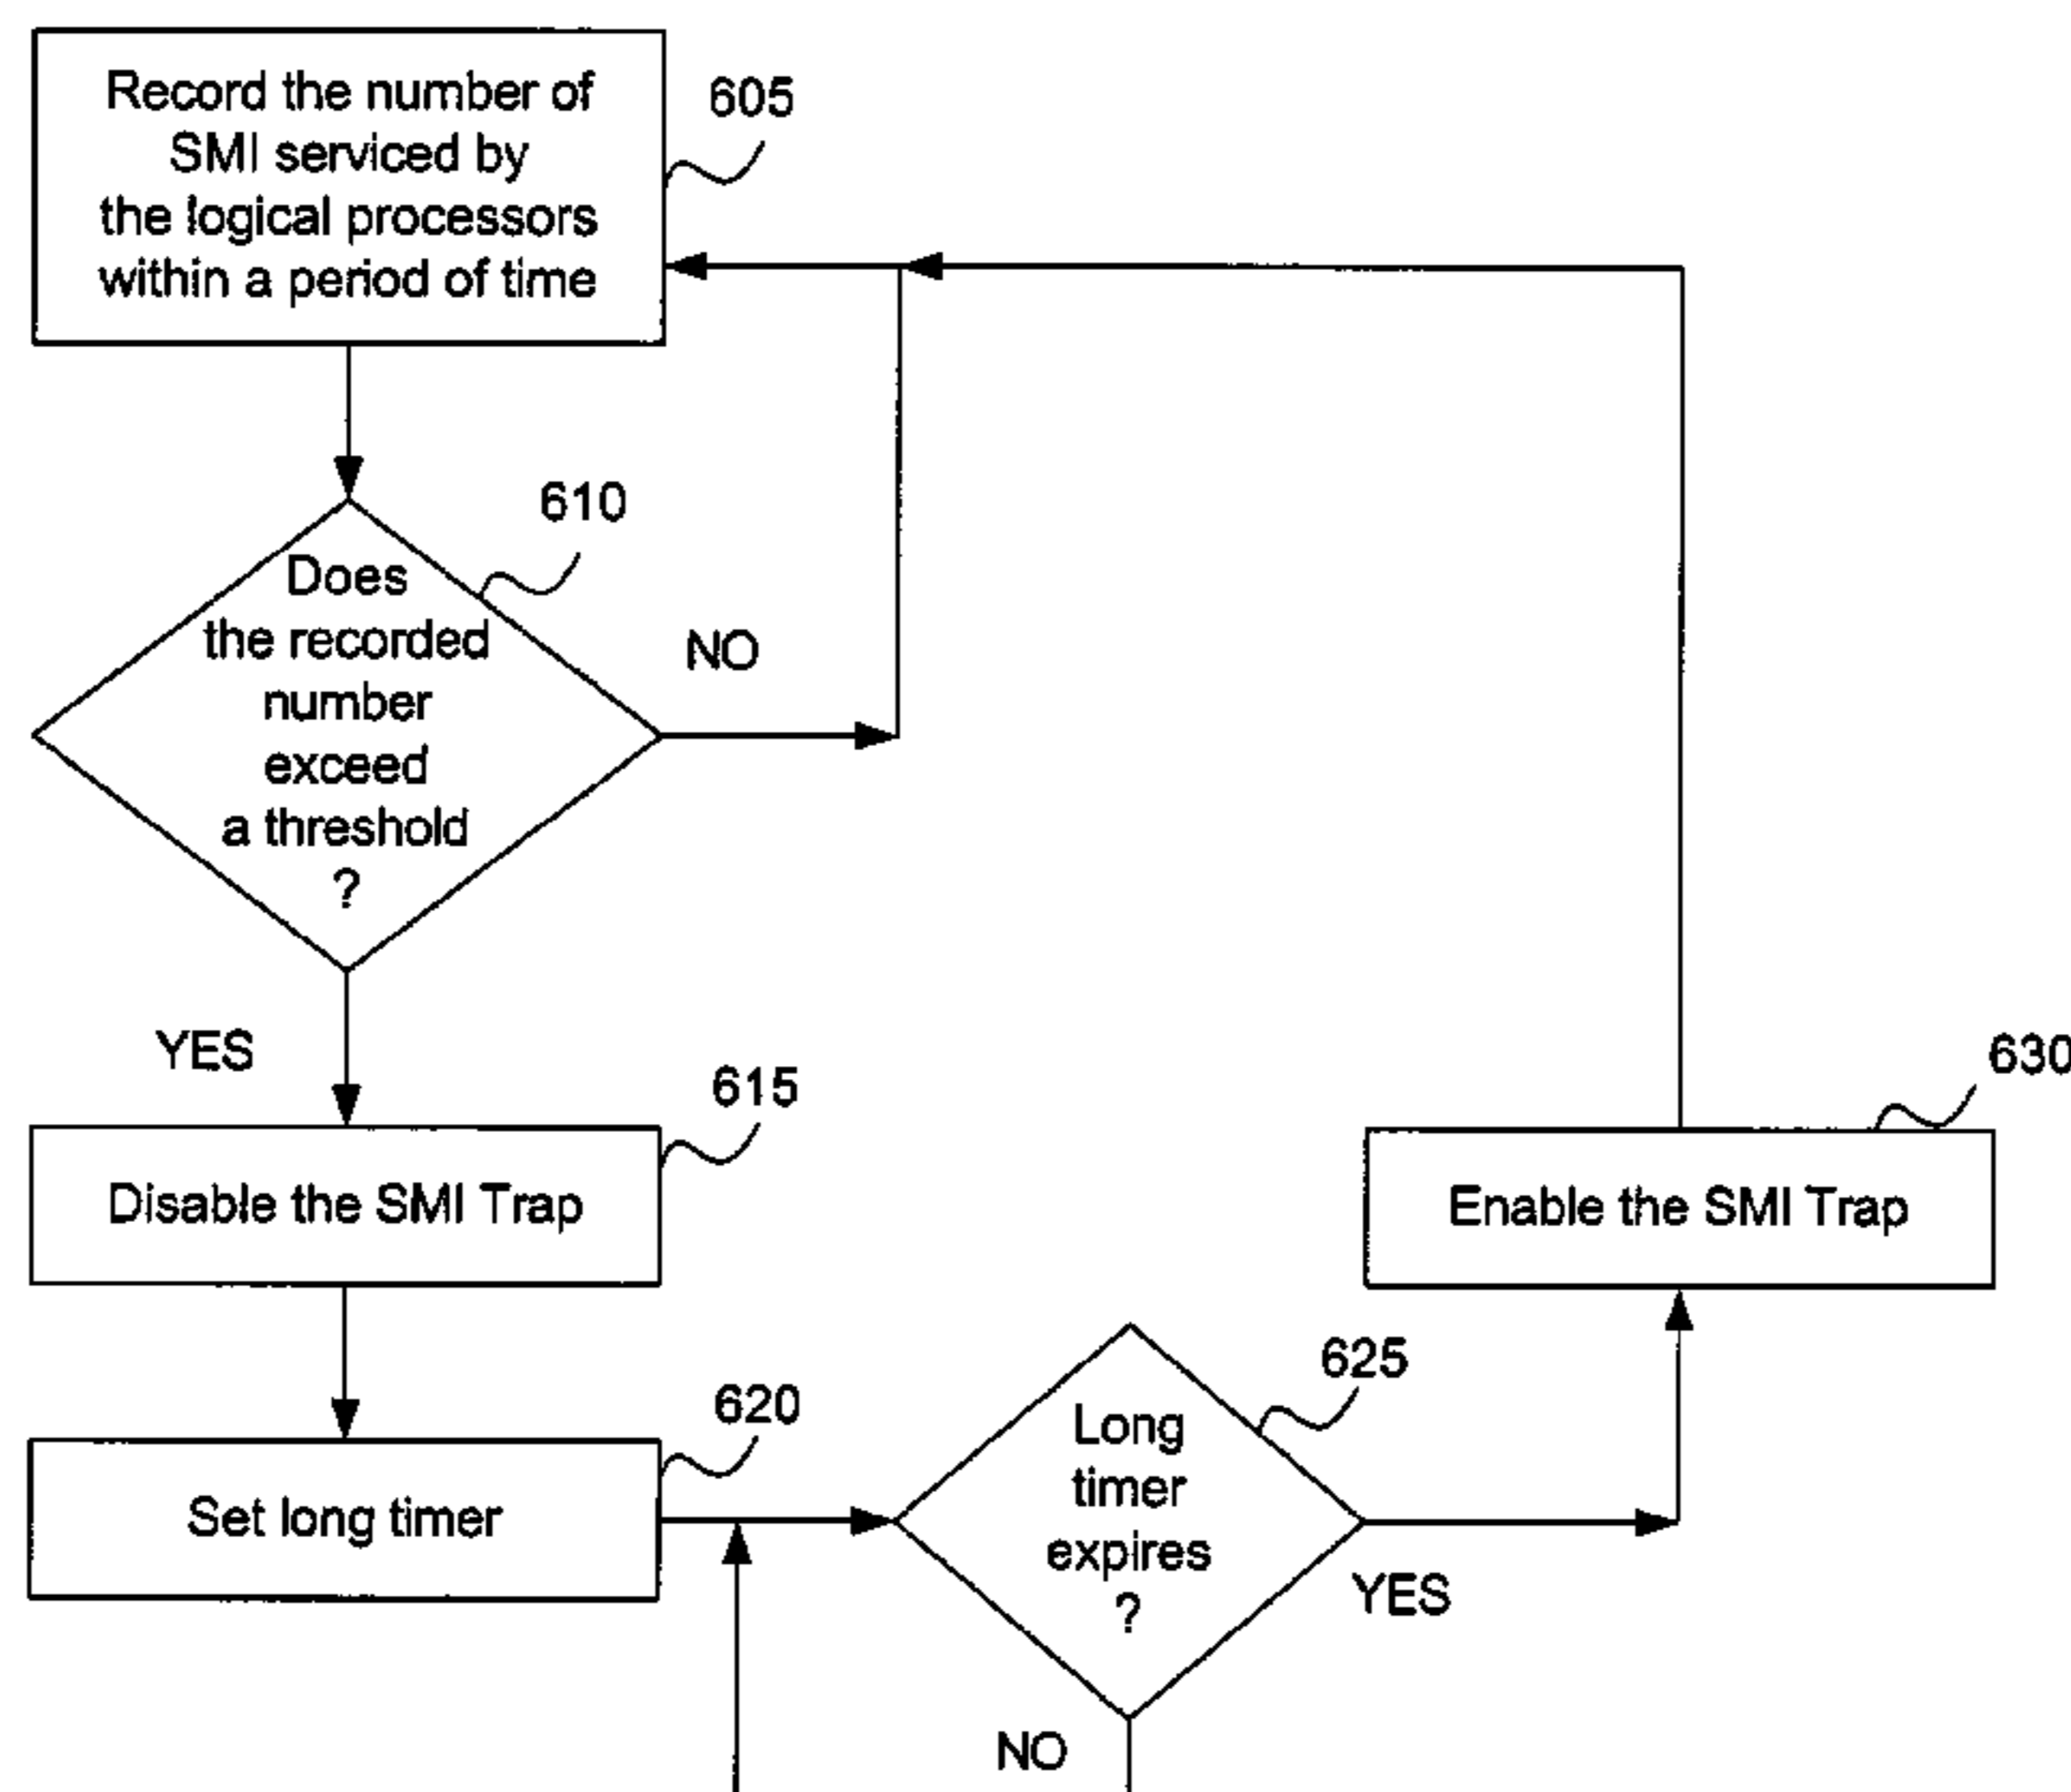 Record the number of
SMI serviced by
the logical processors
within a period of time
605
610
Does
the recorded
number
exceed
a threshold
?
NO
YES
615
Disable the SMI Trap
630
Enable the SMI Trap
620
Set long timer
625
Long
timer
expires
?
YES
NO